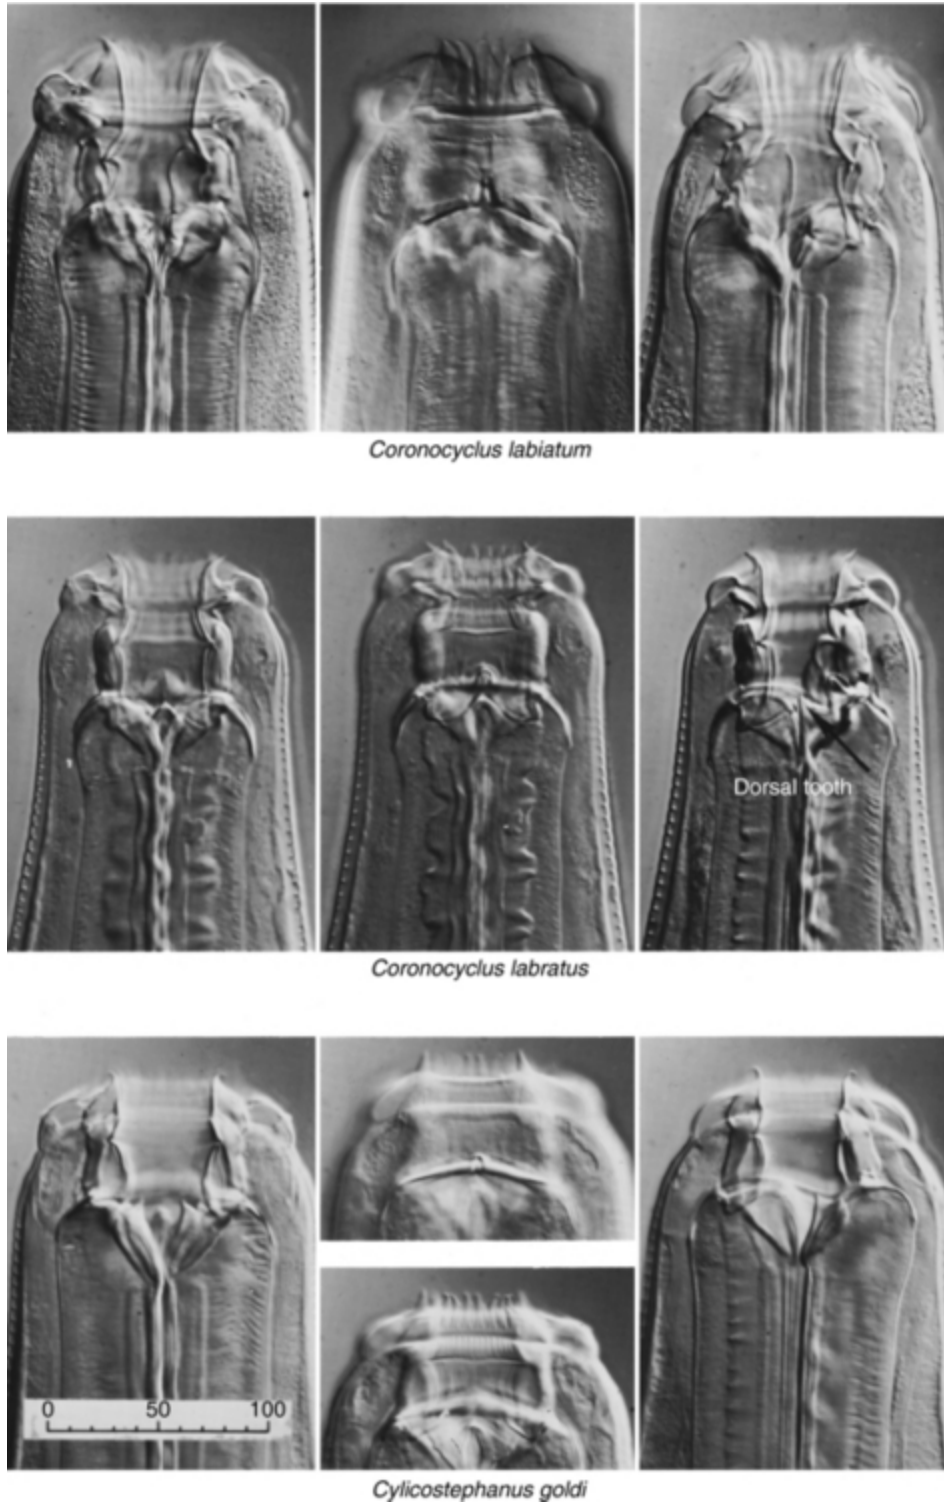 Coronocyclus labiatum
Dorsal tooth
Coronocyclus labratus
0 50 100
Cylicostephanus goldi